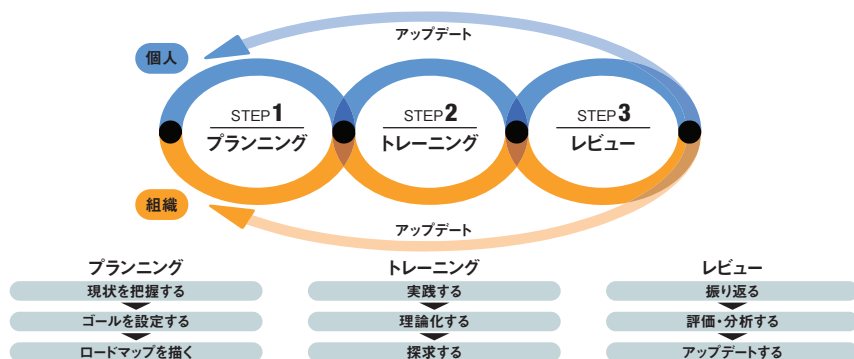 アップデート
個人
STEP1
プランニング
STEP2
トレーニング
STEP3
レビュー
組織
アップデート
プランニング
現状を把握する
ゴールを設定する
ロードマップを描く
トレーニング
実践する
理論化する
探求する
レビュー
振り返る
評価・分析する
アップデートする